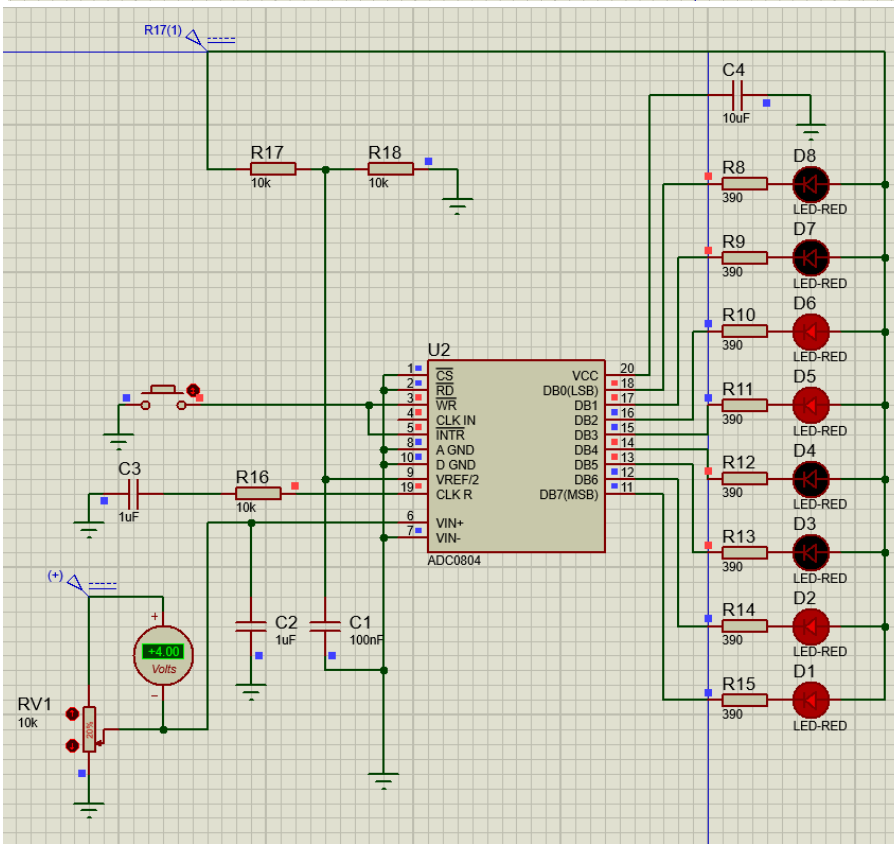 R17(1)
C4
10uF
R17
10k
R18
10k
R8
390
D8
LED-RED
R9
390
D7
LED-RED
R10
390
D6
LED-RED
R11
390
D5
LED-RED
R12
390
D4
LED-RED
R13
390
D3
LED-RED
R14
390
D2
LED-RED
R15
390
D1
LED-RED
U2
1 CS
2 RD
3 WR
4 CLK IN
5 INTR
8 A GND
10 D GND
9 VREF/2
19 CLK R
6 VIN+
7 VIN-
VCC 20
DB0(LSB) 18
DB1 17
DB2 16
DB3 15
DB4 14
DB5 13
DB6 12
DB7(MSB) 11
ADC0804
C3
1uF
R16
10k
(+)
+
+4.00
Volts
C2
1uF
C1
100nF
RV1
10k
20%